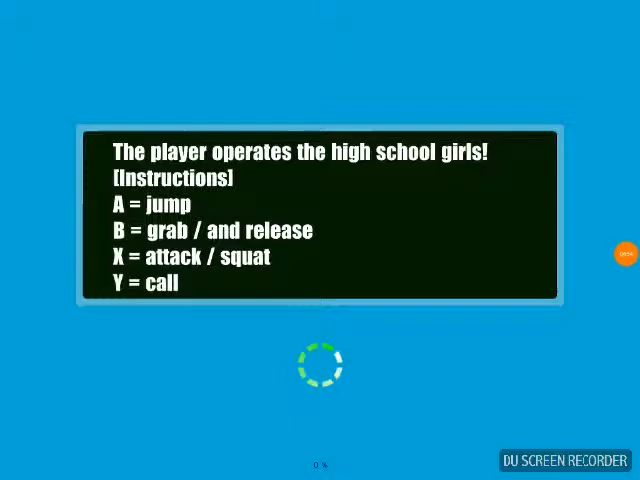 The player operates the high school girls!
[Instructions]
A = jump
B = grab / and release
X = attack / squat
Y = call
0 %
DU SCREEN RECORDER